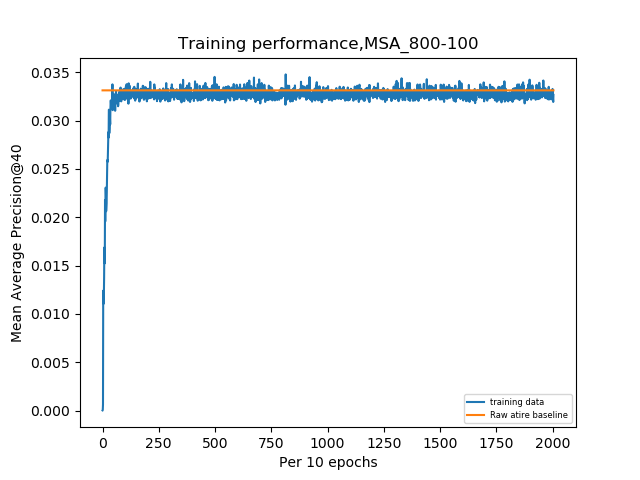 Training performance,MSA_800-100
Mean Average Precision@40
0.035
0.030
0.025
0.020
0.015
0.010
0.005
0.000
0 250 500 750 1000 1250 1500 1750 2000
Per 10 epochs
training data
Raw atire baseline